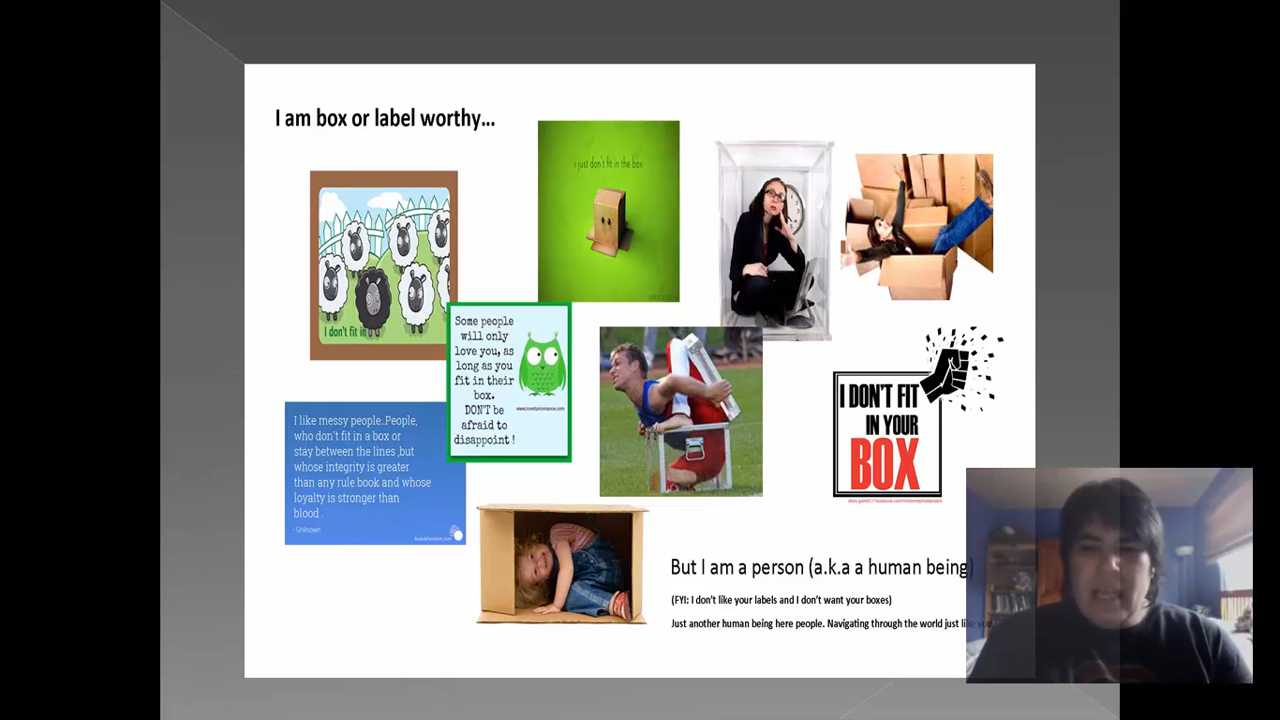 I am box or label worthy...
i just don't fit in the box
I don't fit in
Some people
will only
love you, as
long as you
fit in their
box.
DON'T be
afraid to
disappoint !
I like messy people..People,
who don't fit in a box or
stay between the lines ,but
whose integrity is greater
than any rule book and whose
loyalty is stronger than
blood .
- Unknown
I DON'T FIT
IN YOUR
BOX
But I am a person (a.k.a a human being)
(FYI: I don't like your labels and I don't want your boxes)
Just another human being here people. Navigating through the world just like you.